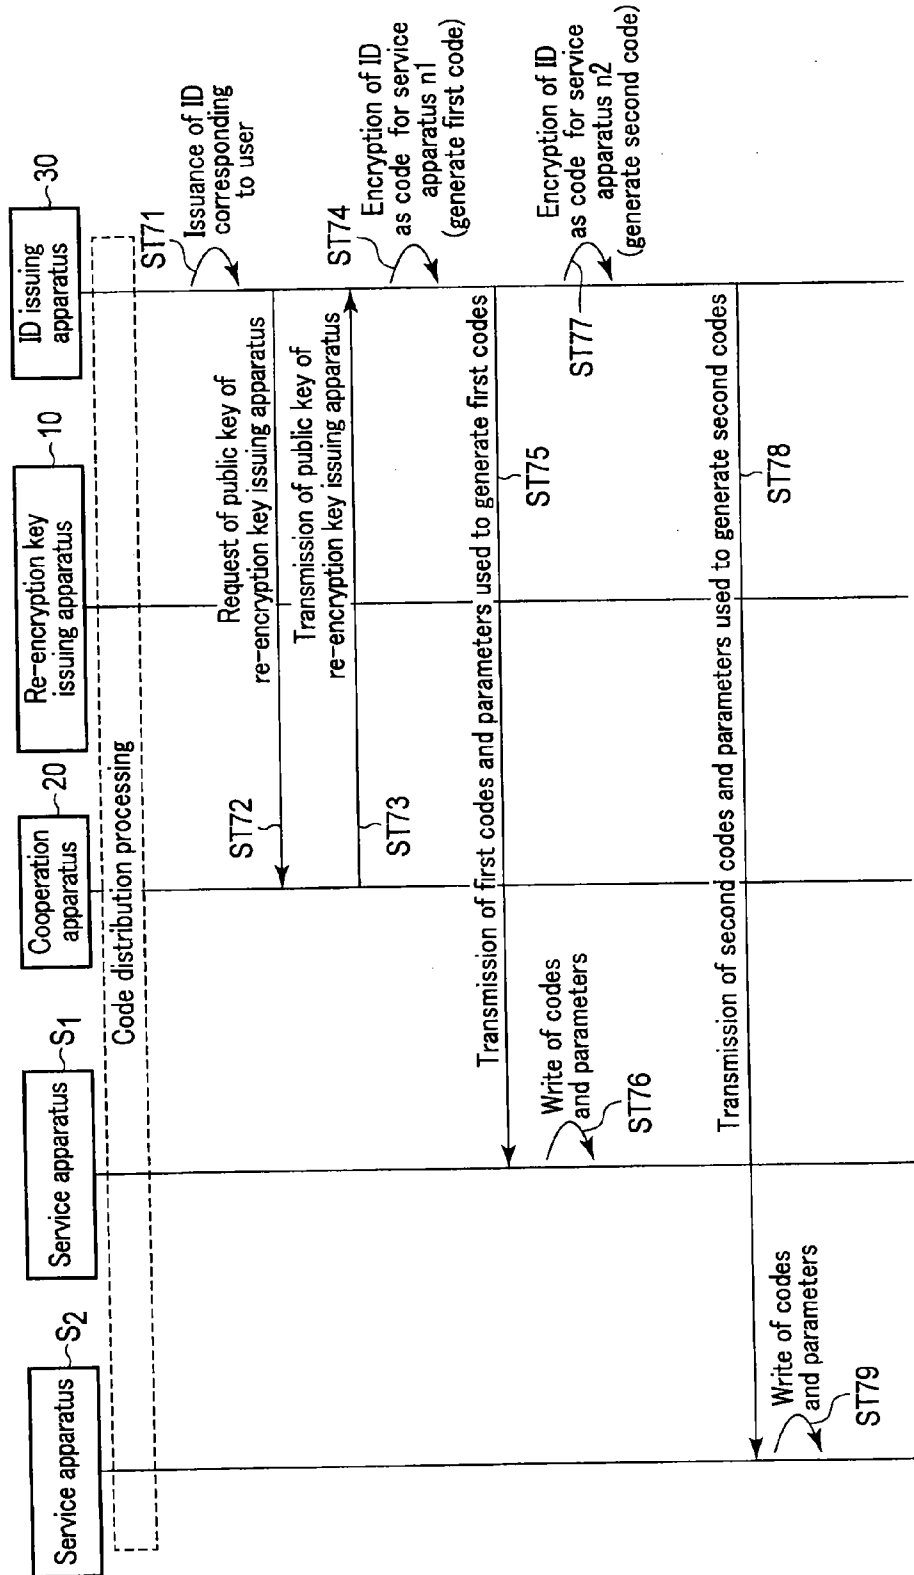 Service apparatus
S2
Service apparatus
S1
Cooperation
apparatus
20
Re-encryption key
issuing apparatus
10
ID issuing
apparatus
30
Code distribution processing
ST71
Issuance of ID
corresponding
to user
Request of public key of
re-encryption key issuing apparatus
ST72
Transmission of public key of
re-encryption key issuing apparatus
ST73
ST74
Encryption of ID
as code for service
apparatus n1
(generate first code)
Transmission of first codes and parameters used to generate first codes
ST75
Write of codes
and parameters
ST76
Encryption of ID
as code for service
apparatus n2
(generate second code)
ST77
Transmission of second codes and parameters used to generate second codes
ST78
Write of codes
and parameters
ST79